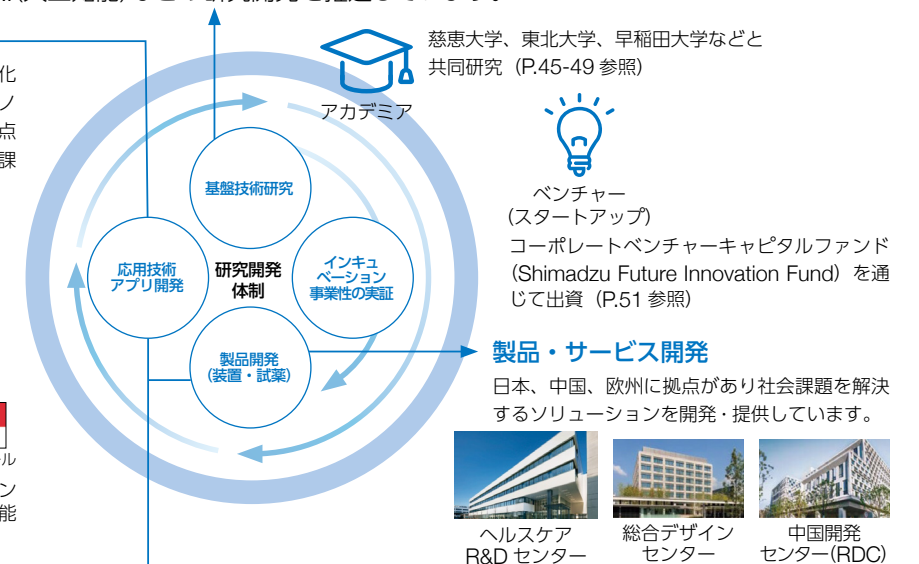 慈恵大学、東北大学、早稲田大学などと
共同研究（P.45-49 参照）
アカデミア
化
ノ
点
課
基盤技術研究
ベンチャー
(スタートアップ)
コーポレートベンチャーキャピタルファンド
（Shimadzu Future Innovation Fund）を通
じて出資（P.51 参照）
応用技術
アプリ開発
研究開発
体制
インキュ
ベーション
事業性の実証
製品開発
（装置・試薬）
製品・サービス開発
日本、中国、欧州に拠点があり社会課題を解決
するソリューションを開発・提供しています。
ル
ン
能
ヘルスケア
R&D センター
総合デザイン
センター
中国開発
センター(RDC)